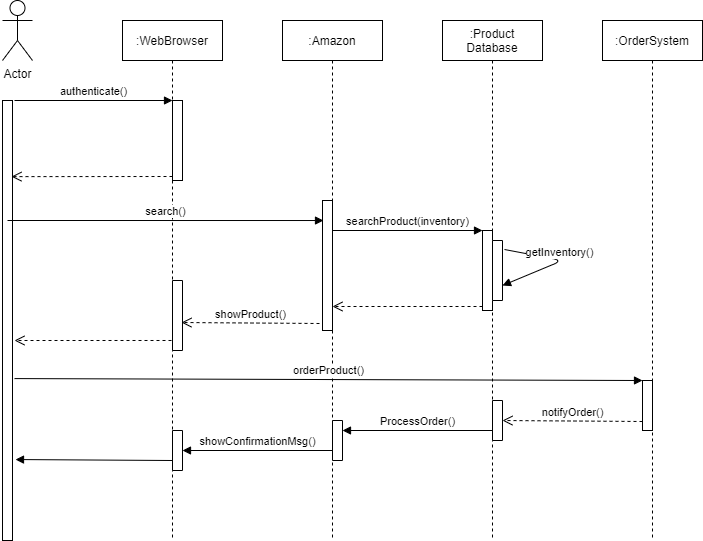 Actor
:WebBrowser
:Amazon
:Product
Database
:OrderSystem
authenticate()
search()
searchProduct(inventory)
getInventory()
showProduct()
orderProduct()
notifyOrder()
ProcessOrder()
showConfirmationMsg()